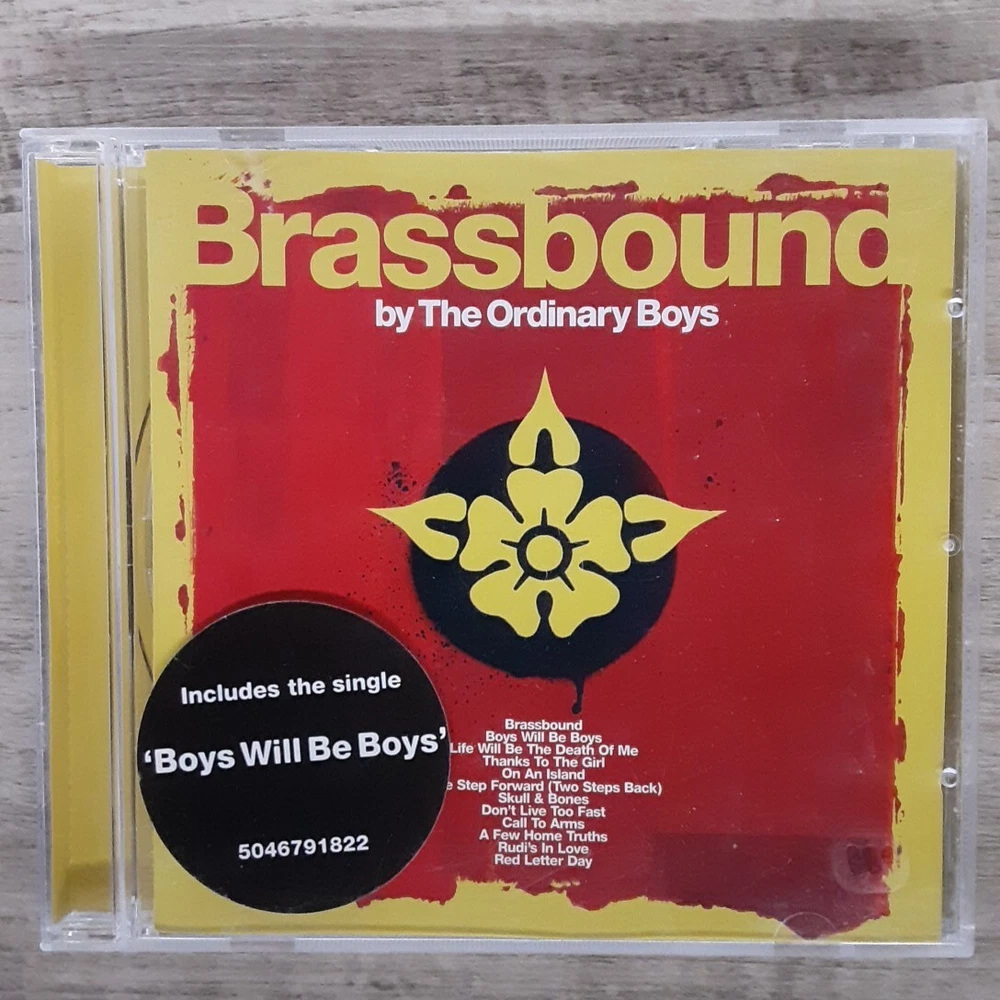 Brassbound
by The Ordinary Boys
Includes the single
'Boys Will Be Boys'
5046791822
Brassbound
Boys Will Be Boys
Life Will Be The Death Of Me
Thanks To The Girl
On An Island
Step Forward (Two Steps Back)
Skull & Bones
Don't Live Too Fast
Call To Arms
A Few Home Truths
Rudi's In Love
Red Letter Day